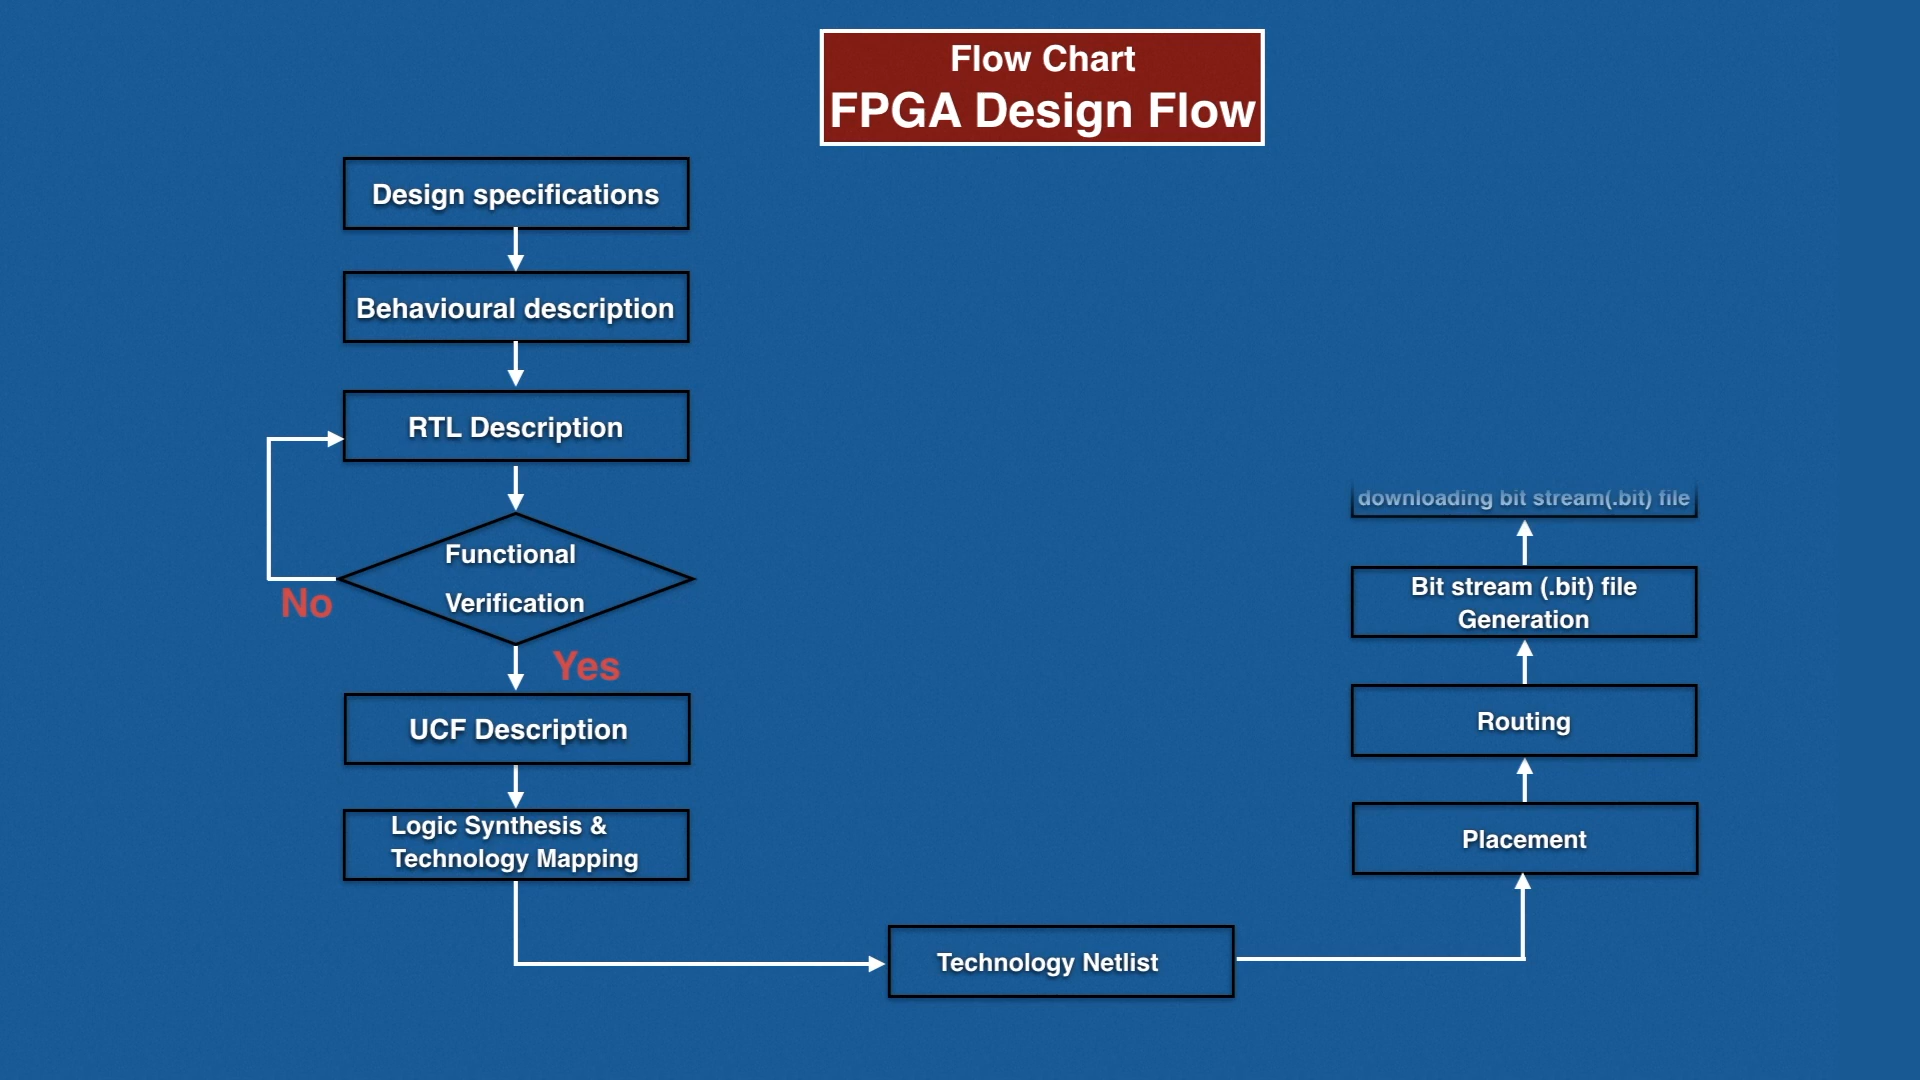 Flow Chart
FPGA Design Flow
Design specifications
Behavioural description
RTL Description
Functional
Verification
No
Yes
UCF Description
Logic Synthesis &
Technology Mapping
Technology Netlist
Placement
Routing
Bit stream (.bit) file
Generation
downloading bit stream(.bit) file